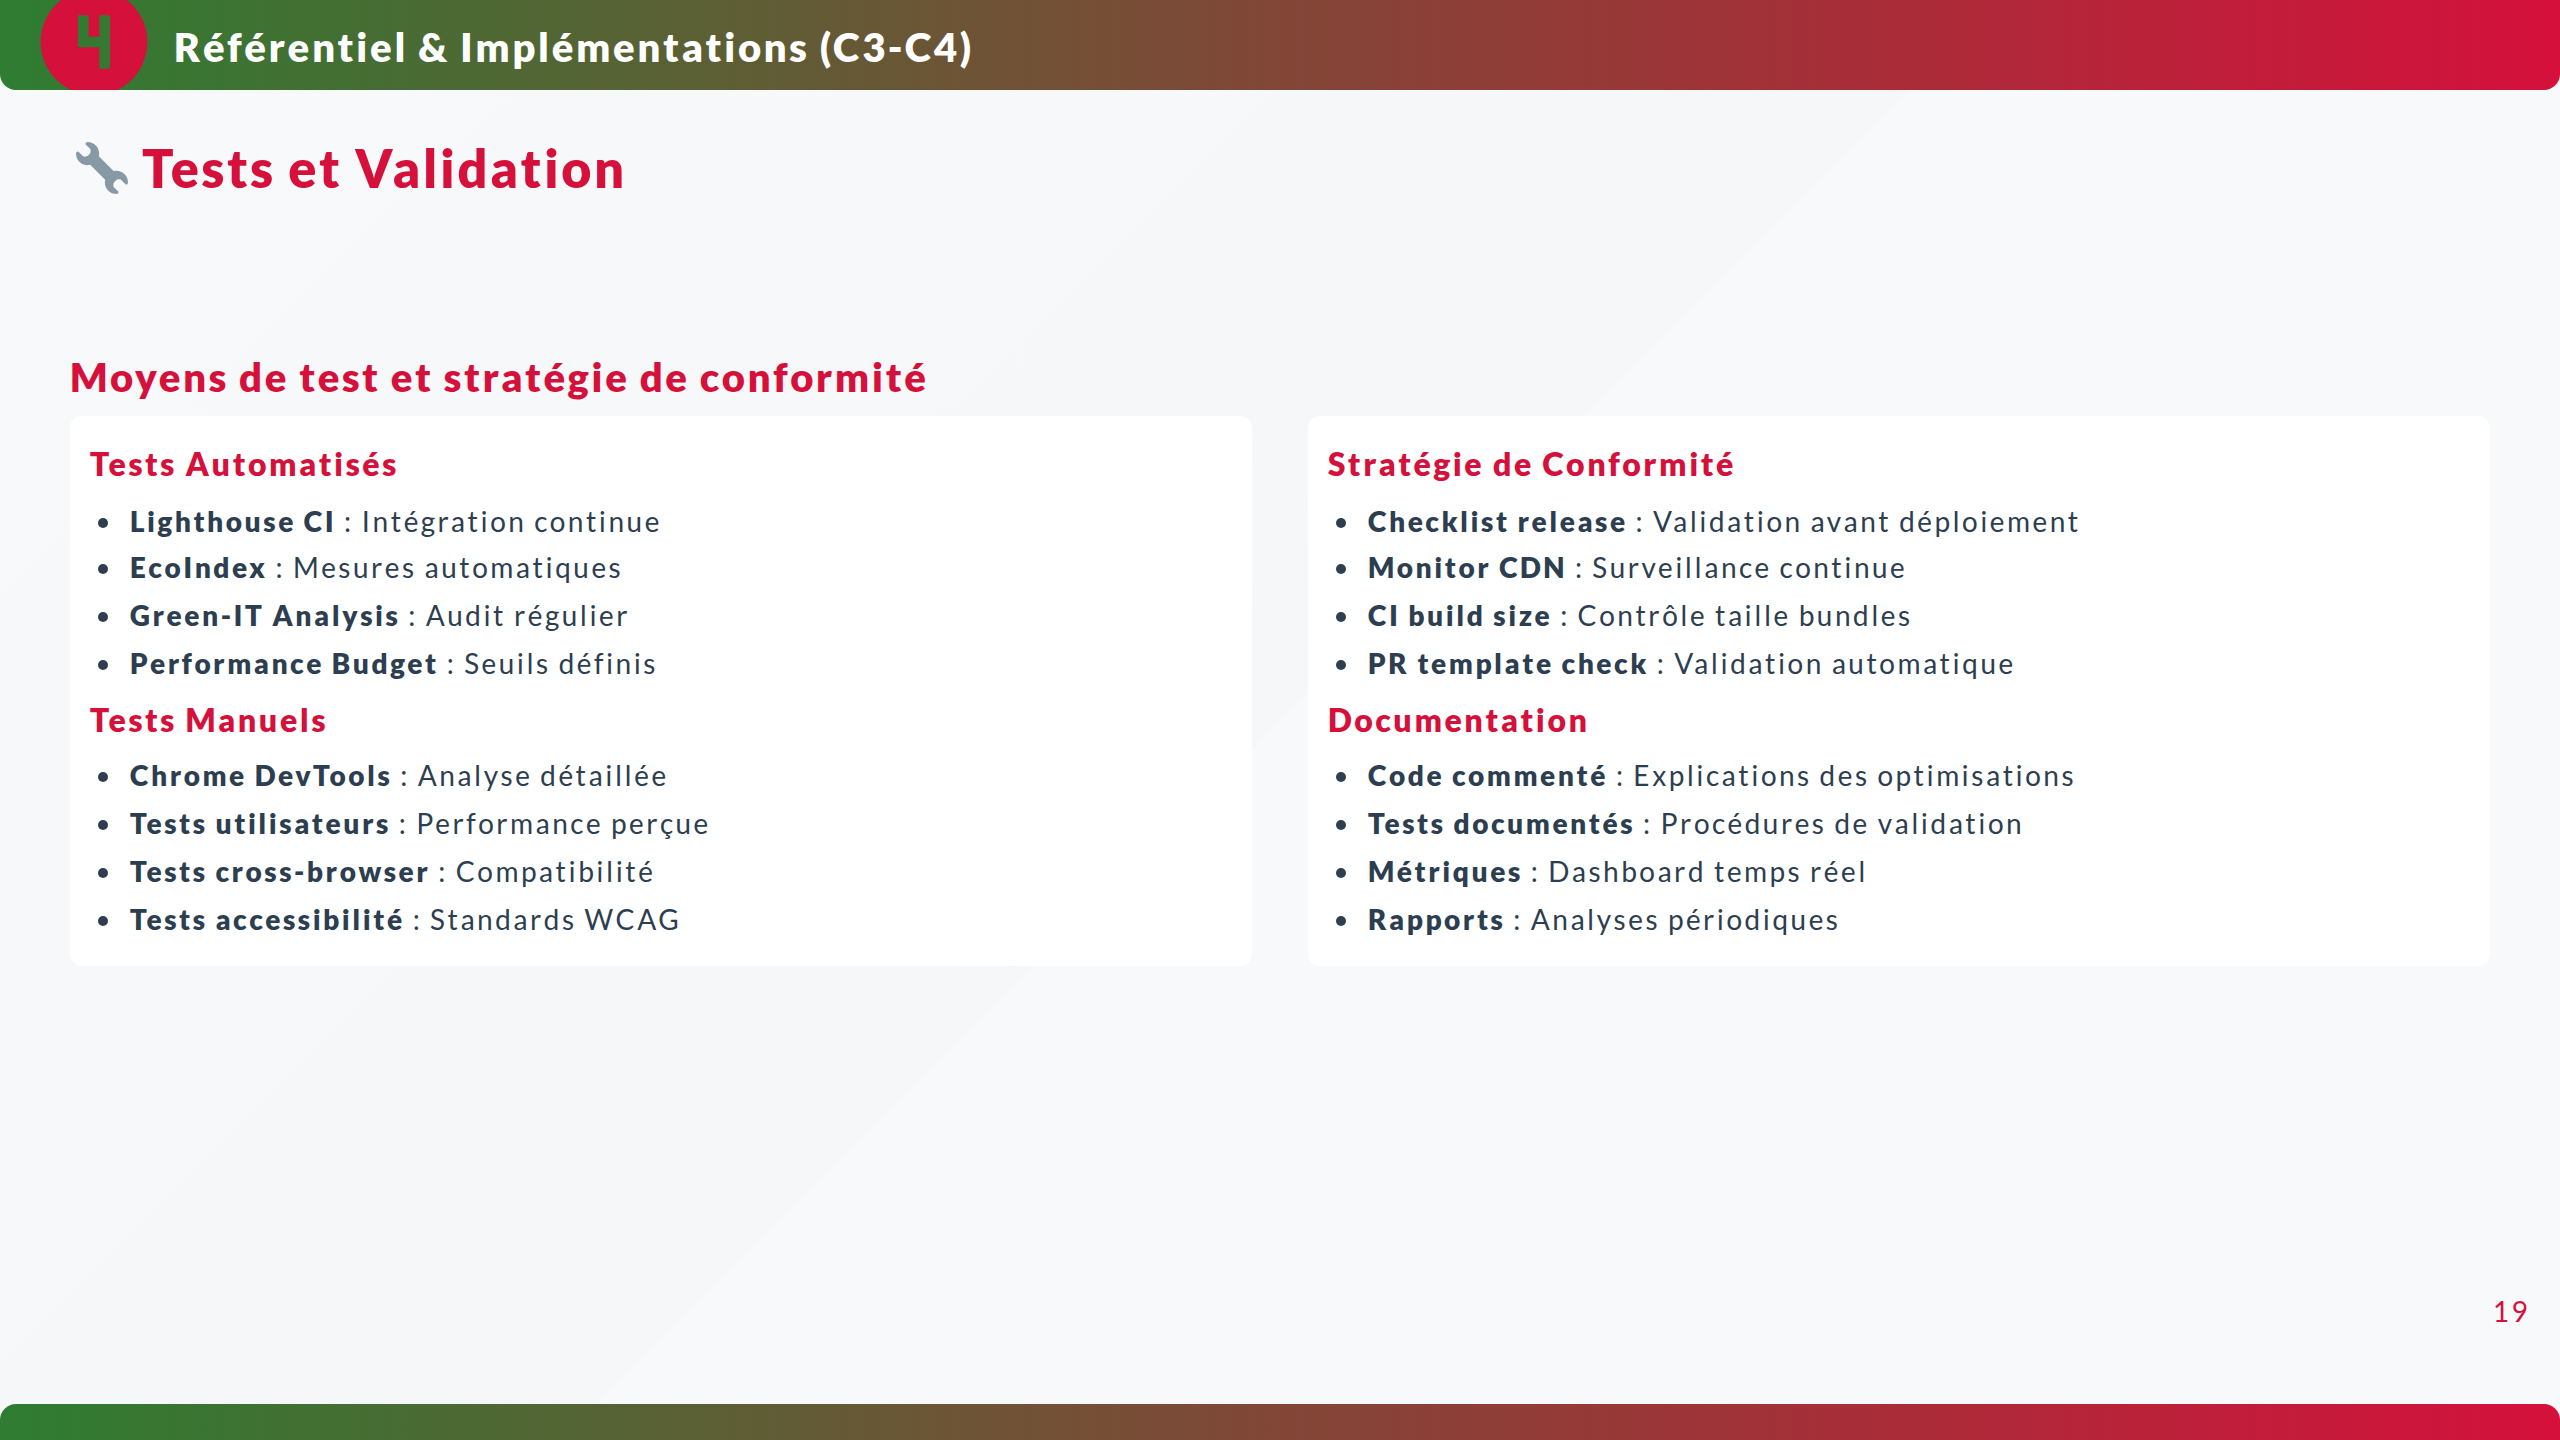 4
Référentiel & Implémentations (C3-C4)
Tests et Validation
Moyens de test et stratégie de conformité
Tests Automatisés
• Lighthouse CI : Intégration continue
• EcoIndex : Mesures automatiques
• Green-IT Analysis : Audit régulier
• Performance Budget : Seuils définis
Tests Manuels
• Chrome DevTools : Analyse détaillée
• Tests utilisateurs : Performance perçue
• Tests cross-browser : Compatibilité
• Tests accessibilité : Standards WCAG
Stratégie de Conformité
• Checklist release : Validation avant déploiement
• Monitor CDN : Surveillance continue
• CI build size : Contrôle taille bundles
• PR template check : Validation automatique
Documentation
• Code commenté : Explications des optimisations
• Tests documentés : Procédures de validation
• Métriques : Dashboard temps réel
• Rapports : Analyses périodiques
19